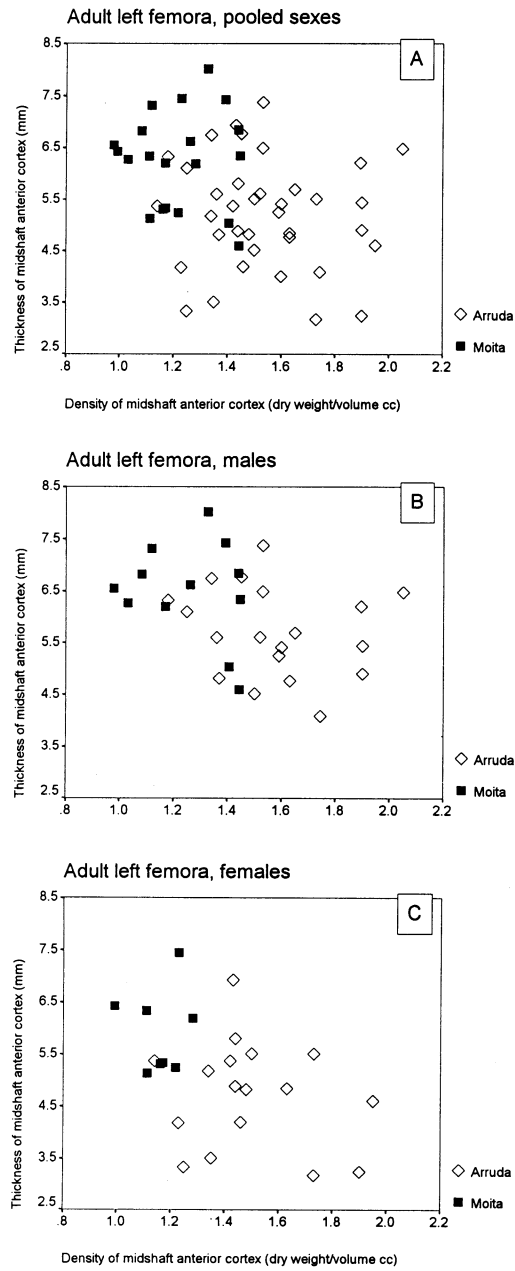 Adult left femora, pooled sexes
A
Thickness of midshaft anterior cortex (mm)
8.5
7.5
6.5
5.5
4.5
3.5
2.5
.8 1.0 1.2 1.4 1.6 1.8 2.0 2.2
Arruda
Moita
Density of midshaft anterior cortex (dry weight/volume cc)
Adult left femora, males
B
Thickness of midshaft anterior cortex (mm)
8.5
7.5
6.5
5.5
4.5
3.5
2.5
.8 1.0 1.2 1.4 1.6 1.8 2.0 2.2
Arruda
Moita
Adult left femora, females
C
Thickness of midshaft anterior cortex (mm)
8.5
7.5
6.5
5.5
4.5
3.5
2.5
.8 1.0 1.2 1.4 1.6 1.8 2.0 2.2
Arruda
Moita
Density of midshaft anterior cortex (dry weight/volume cc)